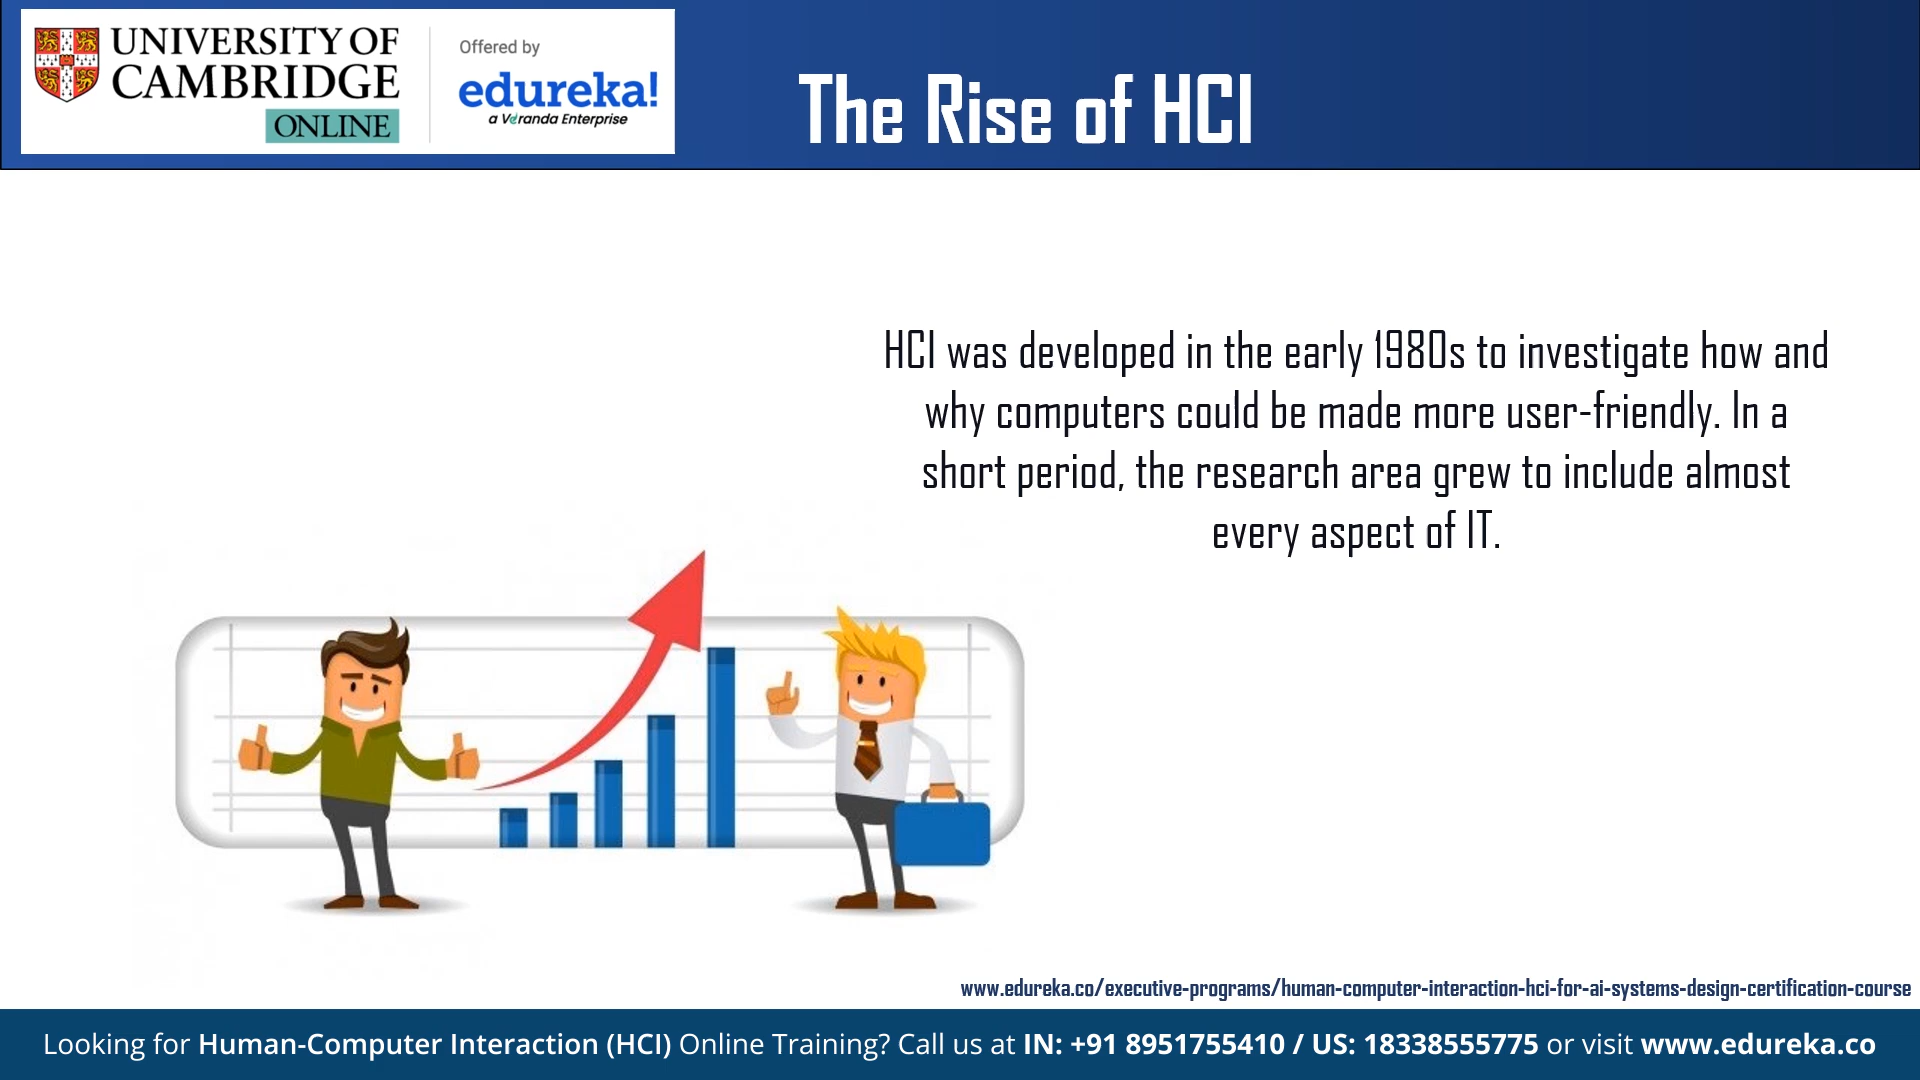 UNIVERSITY OF
CAMBRIDGE
ONLINE
Offered by
edureka!
a Veranda Enterprise
The Rise of HCI
HCI was developed in the early 1980s to investigate how and
why computers could be made more user-friendly. In a
short period, the research area grew to include almost
every aspect of IT.
www.edureka.co/executive-programs/human-computer-interaction-hci-for-ai-systems-design-certification-course
Looking for Human-Computer Interaction (HCI) Online Training? Call us at IN: +91 8951755410 / US: 18338555775 or visit www.edureka.co